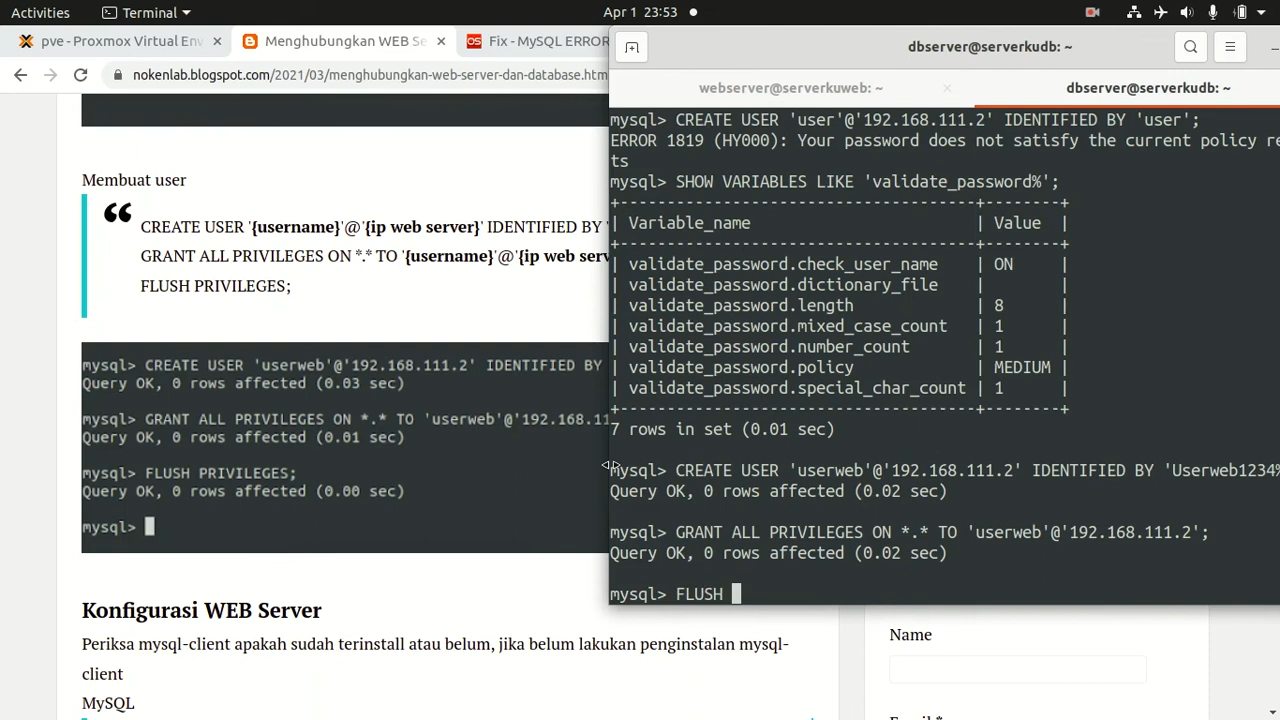 Activities
Terminal
Apr 1 23:53
pve - Proxmox Virtual Env
Menghubungkan WEB Se
Fix - MySQL ERROR
nokenlab.blogspot.com/2021/03/menghubungkan-web-server-dan-database.htm
Membuat user
CREATE USER '{username}'@'{ip web server}' IDENTIFIED BY '
GRANT ALL PRIVILEGES ON *.* TO '{username}'@'{ip web serv
FLUSH PRIVILEGES;
mysql> CREATE USER 'userweb'@'192.168.111.2' IDENTIFIED BY
Query OK, 0 rows affected (0.03 sec)
mysql> GRANT ALL PRIVILEGES ON *.* TO 'userweb'@'192.168.11
Query OK, 0 rows affected (0.01 sec)
mysql> FLUSH PRIVILEGES;
Query OK, 0 rows affected (0.00 sec)
mysql>
Konfigurasi WEB Server
Periksa mysql-client apakah sudah terinstall atau belum, jika belum lakukan penginstalan mysql-
client
MySQL
dbserver@serverkudb: ~
webserver@serverkuweb: ~
dbserver@serverkudb: ~
mysql> CREATE USER 'user'@'192.168.111.2' IDENTIFIED BY 'user';
ERROR 1819 (HY000): Your password does not satisfy the current policy re
ts
mysql> SHOW VARIABLES LIKE 'validate_password%';
+--------------------------------------+--------+
| Variable_name | Value |
+--------------------------------------+--------+
| validate_password.check_user_name | ON |
| validate_password.dictionary_file | |
| validate_password.length | 8 |
| validate_password.mixed_case_count | 1 |
| validate_password.number_count | 1 |
| validate_password.policy | MEDIUM |
| validate_password.special_char_count | 1 |
+--------------------------------------+--------+
7 rows in set (0.01 sec)
mysql> CREATE USER 'userweb'@'192.168.111.2' IDENTIFIED BY 'Userweb1234%
Query OK, 0 rows affected (0.02 sec)
mysql> GRANT ALL PRIVILEGES ON *.* TO 'userweb'@'192.168.111.2';
Query OK, 0 rows affected (0.02 sec)
mysql> FLUSH
Name